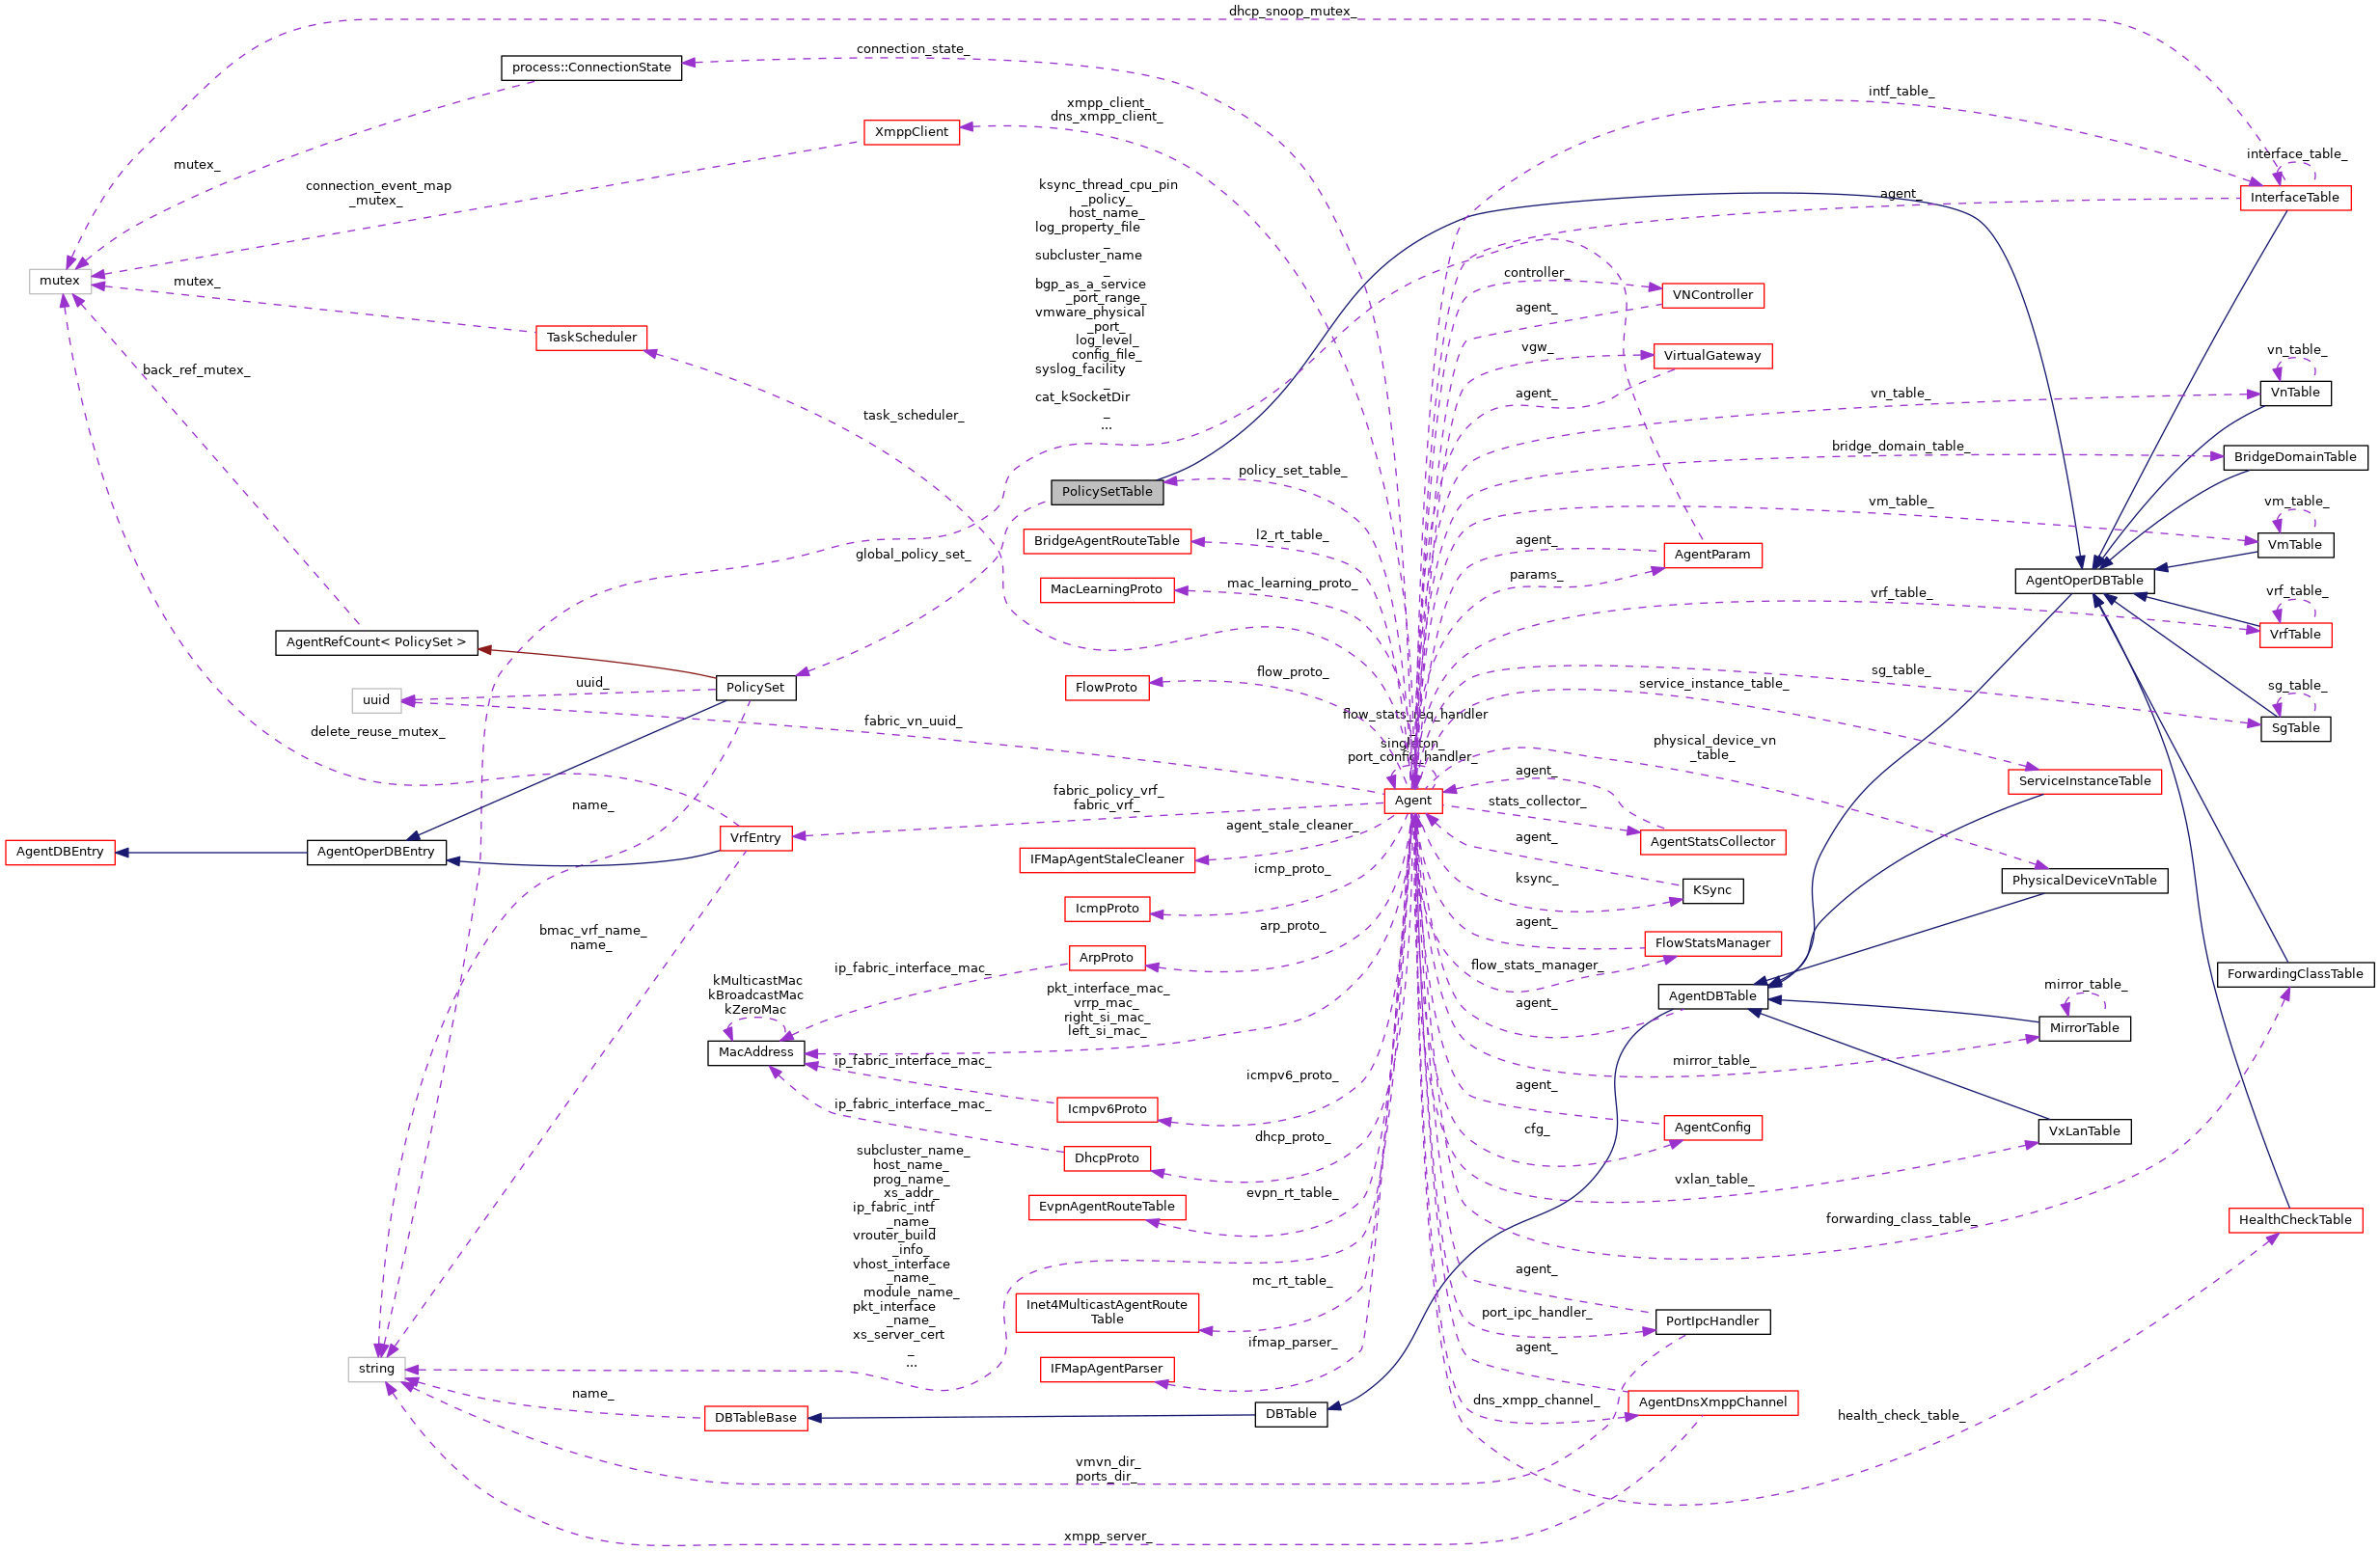 dhcp_snoop_mutex_
connection_state_
process::ConnectionState
intf_table_
xmpp_client_
dns_xmpp_client_
XmppClient
interface_table_
mutex_
connection_event_map
_mutex_
ksync_thread_cpu_pin
_policy_
host_name_
log_property_file
_
subcluster_name
_
bgp_as_a_service
_port_range_
vmware_physical
_port_
log_level_
config_file_
syslog_facility
_
cat_kSocketDir
_
...
agent_
InterfaceTable
mutex
mutex_
controller_
VNController
agent_
TaskScheduler
vgw_
VirtualGateway
vn_table_
back_ref_mutex_
agent_
vn_table_
VnTable
task_scheduler_
bridge_domain_table_
BridgeDomainTable
policy_set_table_
PolicySetTable
vm_table_
vm_table_
global_policy_set_
l2_rt_table_
BridgeAgentRouteTable
agent_
AgentParam
VmTable
params_
mac_learning_proto_
MacLearningProto
AgentOperDBTable
vrf_table_
vrf_table_
VrfTable
AgentRefCount< PolicySet >
flow_proto_
FlowProto
uuid_
PolicySet
uuid
service_instance_table_
sg_table_
sg_table_
SgTable
fabric_vn_uuid_
delete_reuse_mutex_
flow_stats_req_handler
singleton_
port_config_handler_
physical_device_vn
_table_
agent_
ServiceInstanceTable
name_
fabric_policy_vrf_
fabric_vrf_
Agent
stats_collector_
agent_stale_cleaner_
VrfEntry
AgentDBEntry
AgentOperDBEntry
IFMapAgentStaleCleaner
agent_
AgentStatsCollector
icmp_proto_
ksync_
KSync
PhysicalDeviceVnTable
IcmpProto
bmac_vrf_name_
name_
arp_proto_
agent_
FlowStatsManager
ArpProto
ip_fabric_interface_mac_
flow_stats_manager_
ForwardingClassTable
kMulticastMac
kBroadcastMac
kZeroMac
pkt_interface_mac_
vrrp_mac_
right_si_mac_
left_si_mac_
agent_
AgentDBTable
mirror_table_
MirrorTable
MacAddress
ip_fabric_interface_mac_
icmpv6_proto_
mirror_table_
agent_
Icmpv6Proto
ip_fabric_interface_mac_
cfg_
AgentConfig
VxLanTable
dhcp_proto_
DhcpProto
vxlan_table_
subcluster_name_
host_name_
prog_name_
xs_addr_
ip_fabric_intf
_name_
vrouter_build
_info_
vhost_interface
_name_
module_name_
pkt_interface
_name_
xs_server_cert
_
...
evpn_rt_table_
EvpnAgentRouteTable
forwarding_class_table_
HealthCheckTable
mc_rt_table_
agent_
Inet4MulticastAgentRoute
Table
port_ipc_handler_
PortIpcHandler
ifmap_parser_
agent_
string
IFMapAgentParser
name_
DBTableBase
DBTable
dns_xmpp_channel_
AgentDnsXmppChannel
health_check_table_
vmvn_dir_
ports_dir_
xmpp_server_